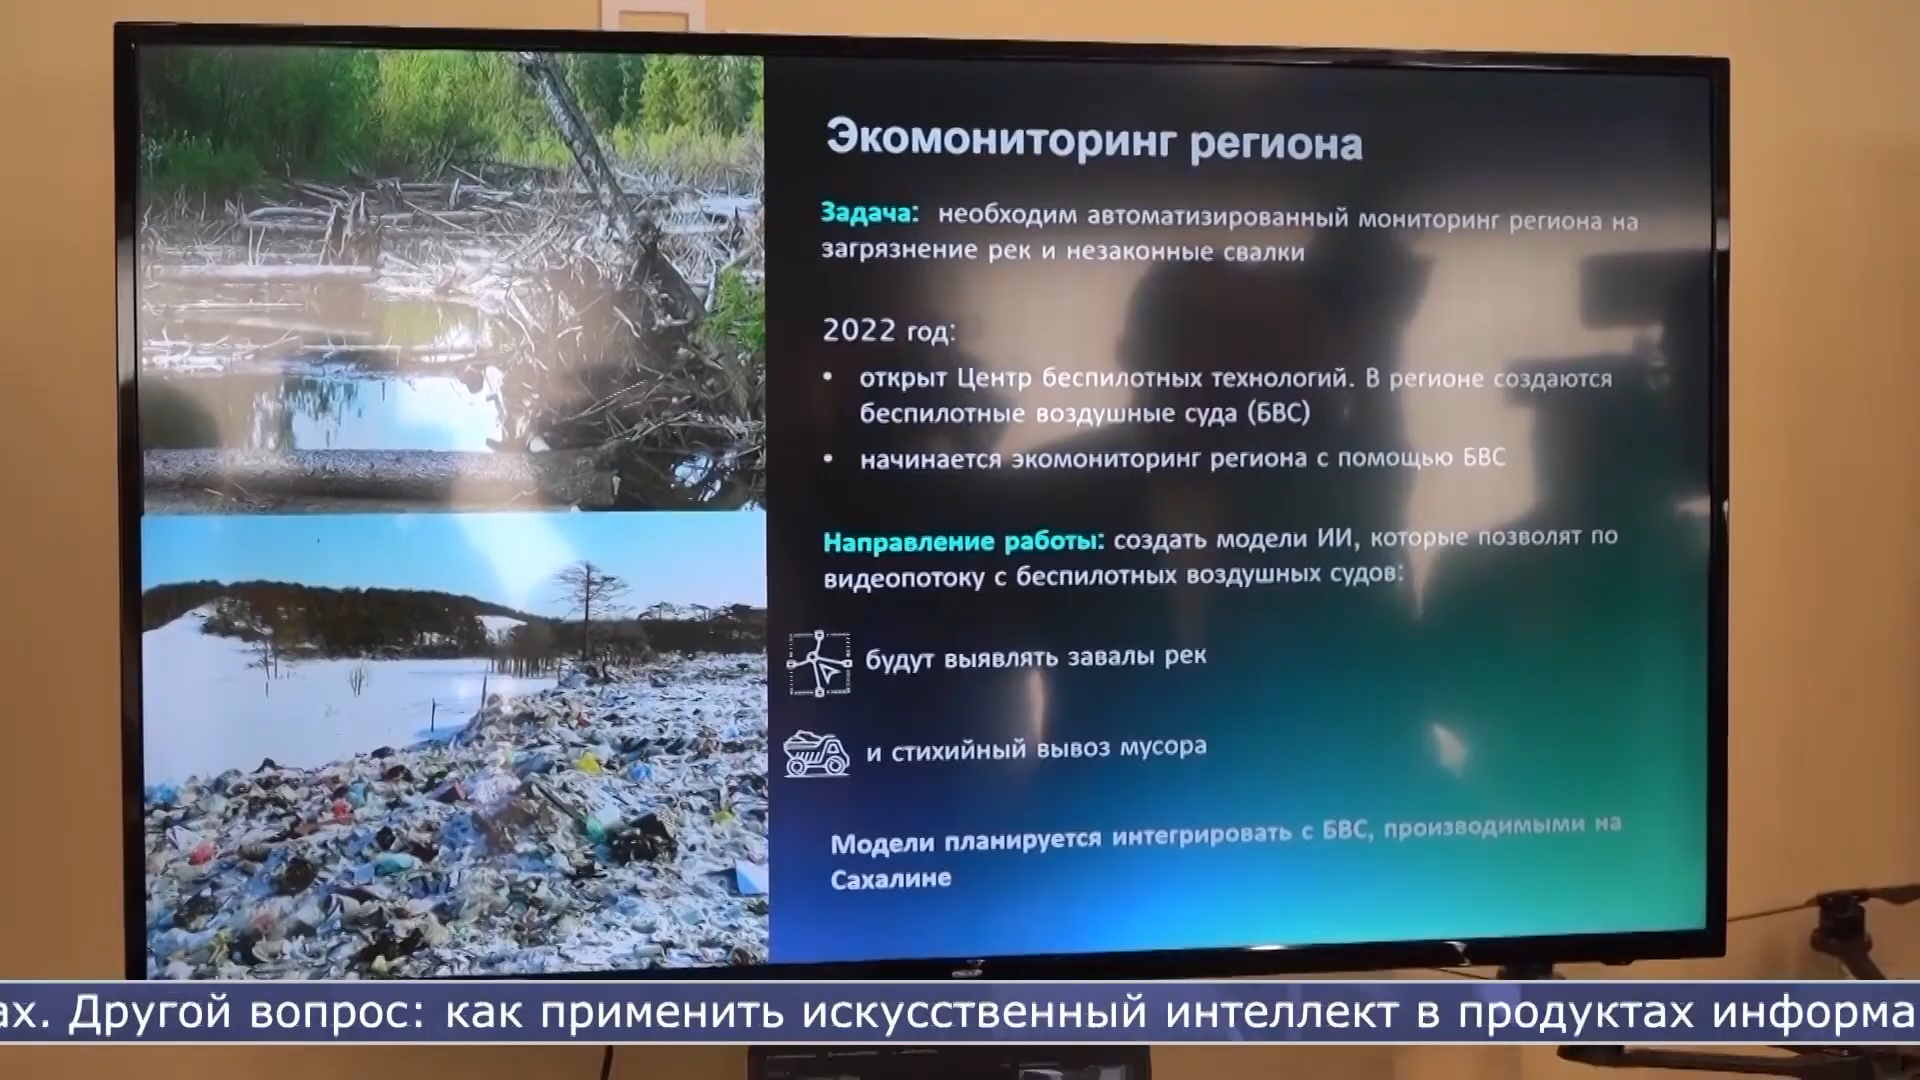 Экомониторинг региона
Задача: необходим автоматизированный мониторинг региона на
загрязнение рек и незаконные свалки
2022 год:
• открыт Центр беспилотных технологий. В регионе создаются
беспилотные воздушные суда (БВС)
• начинается экомониторинг региона с помощью БВС
Направление работы: создать модели ИИ, которые позволят по
видеопотоку с беспилотных воздушных судов:
будут выявлять завалы рек
и стихийный вывоз мусора
Модели планируется интегрировать с БВС, производимыми на
Сахалине
ах. Другой вопрос: как применить искусственный интеллект в продуктах информа